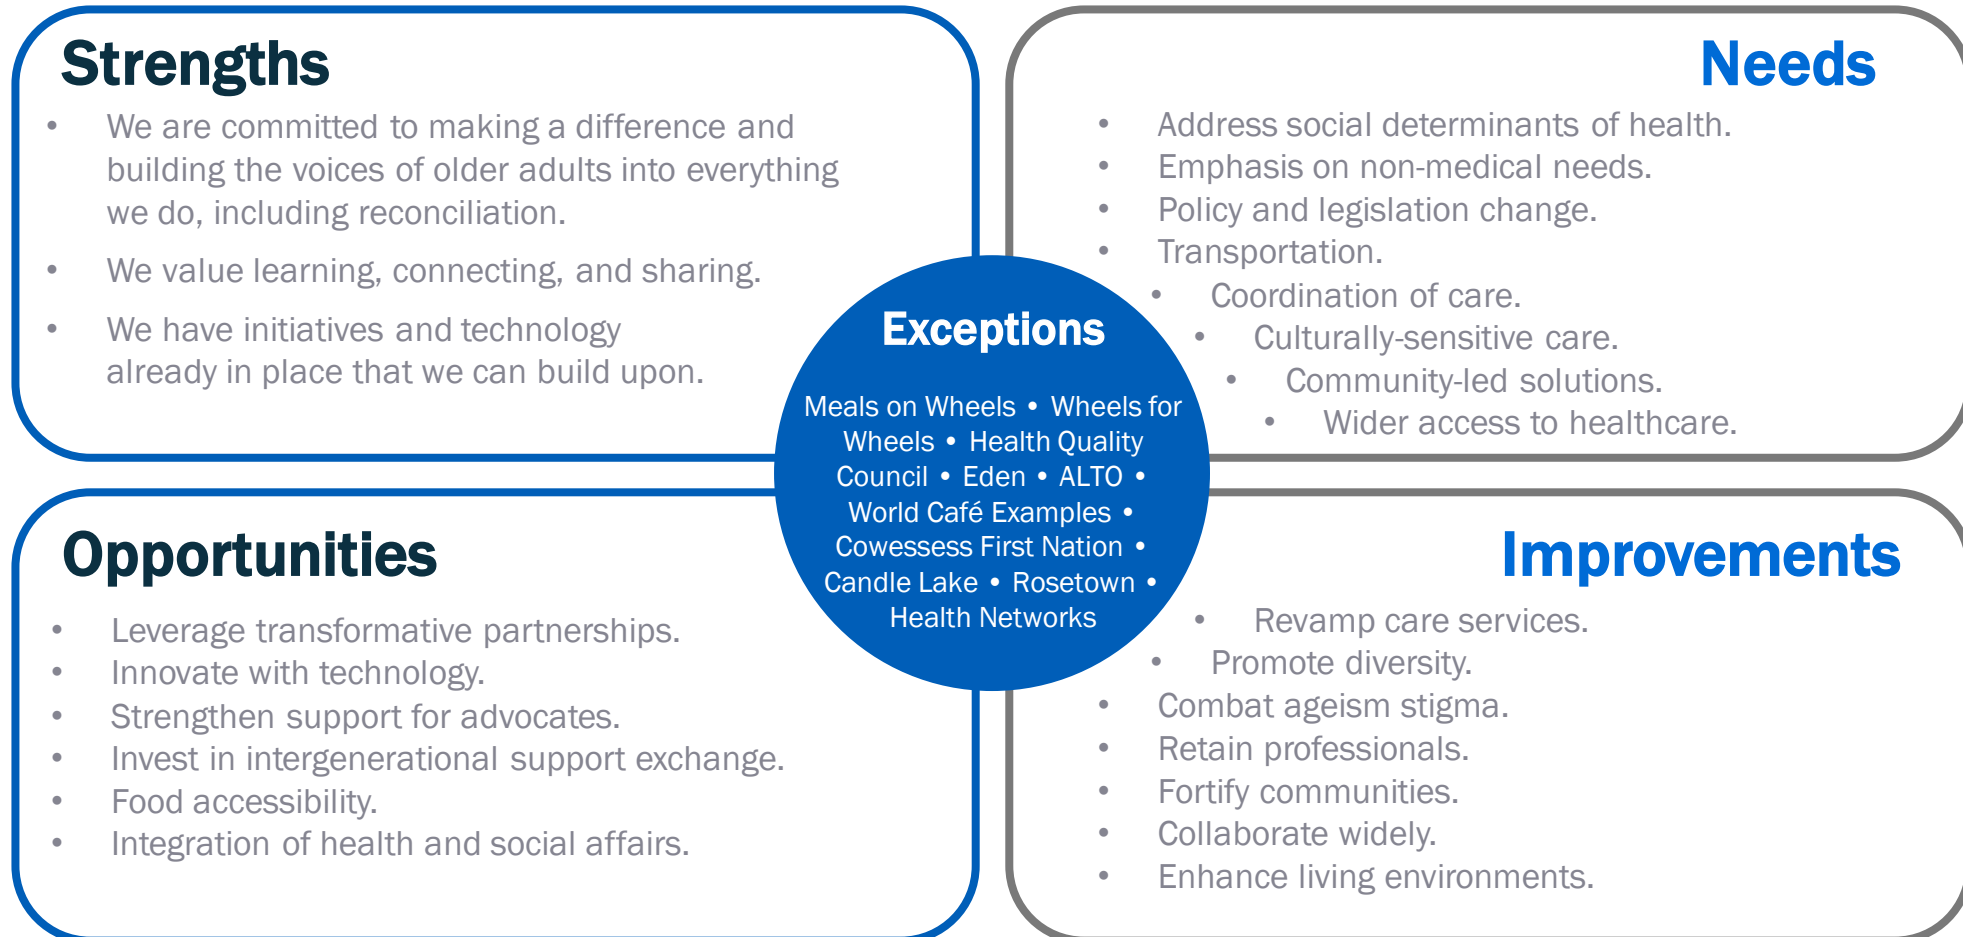 Strengths
• We are committed to making a difference and
building the voices of older adults into everything
we do, including reconciliation.
• We value learning, connecting, and sharing.
• We have initiatives and technology
already in place that we can build upon.
Needs
• Address social determinants of health.
• Emphasis on non-medical needs.
• Policy and legislation change.
• Transportation.
• Coordination of care.
• Culturally-sensitive care.
• Community-led solutions.
• Wider access to healthcare.
Exceptions
Meals on Wheels • Wheels for
Wheels • Health Quality
Council • Eden • ALTO •
World Café Examples •
Cowessess First Nation •
Candle Lake • Rosetown •
Health Networks
Opportunities
• Leverage transformative partnerships.
• Innovate with technology.
• Strengthen support for advocates.
• Invest in intergenerational support exchange.
• Food accessibility.
• Integration of health and social affairs.
Improvements
• Revamp care services.
• Promote diversity.
• Combat ageism stigma.
• Retain professionals.
• Fortify communities.
• Collaborate widely.
• Enhance living environments.